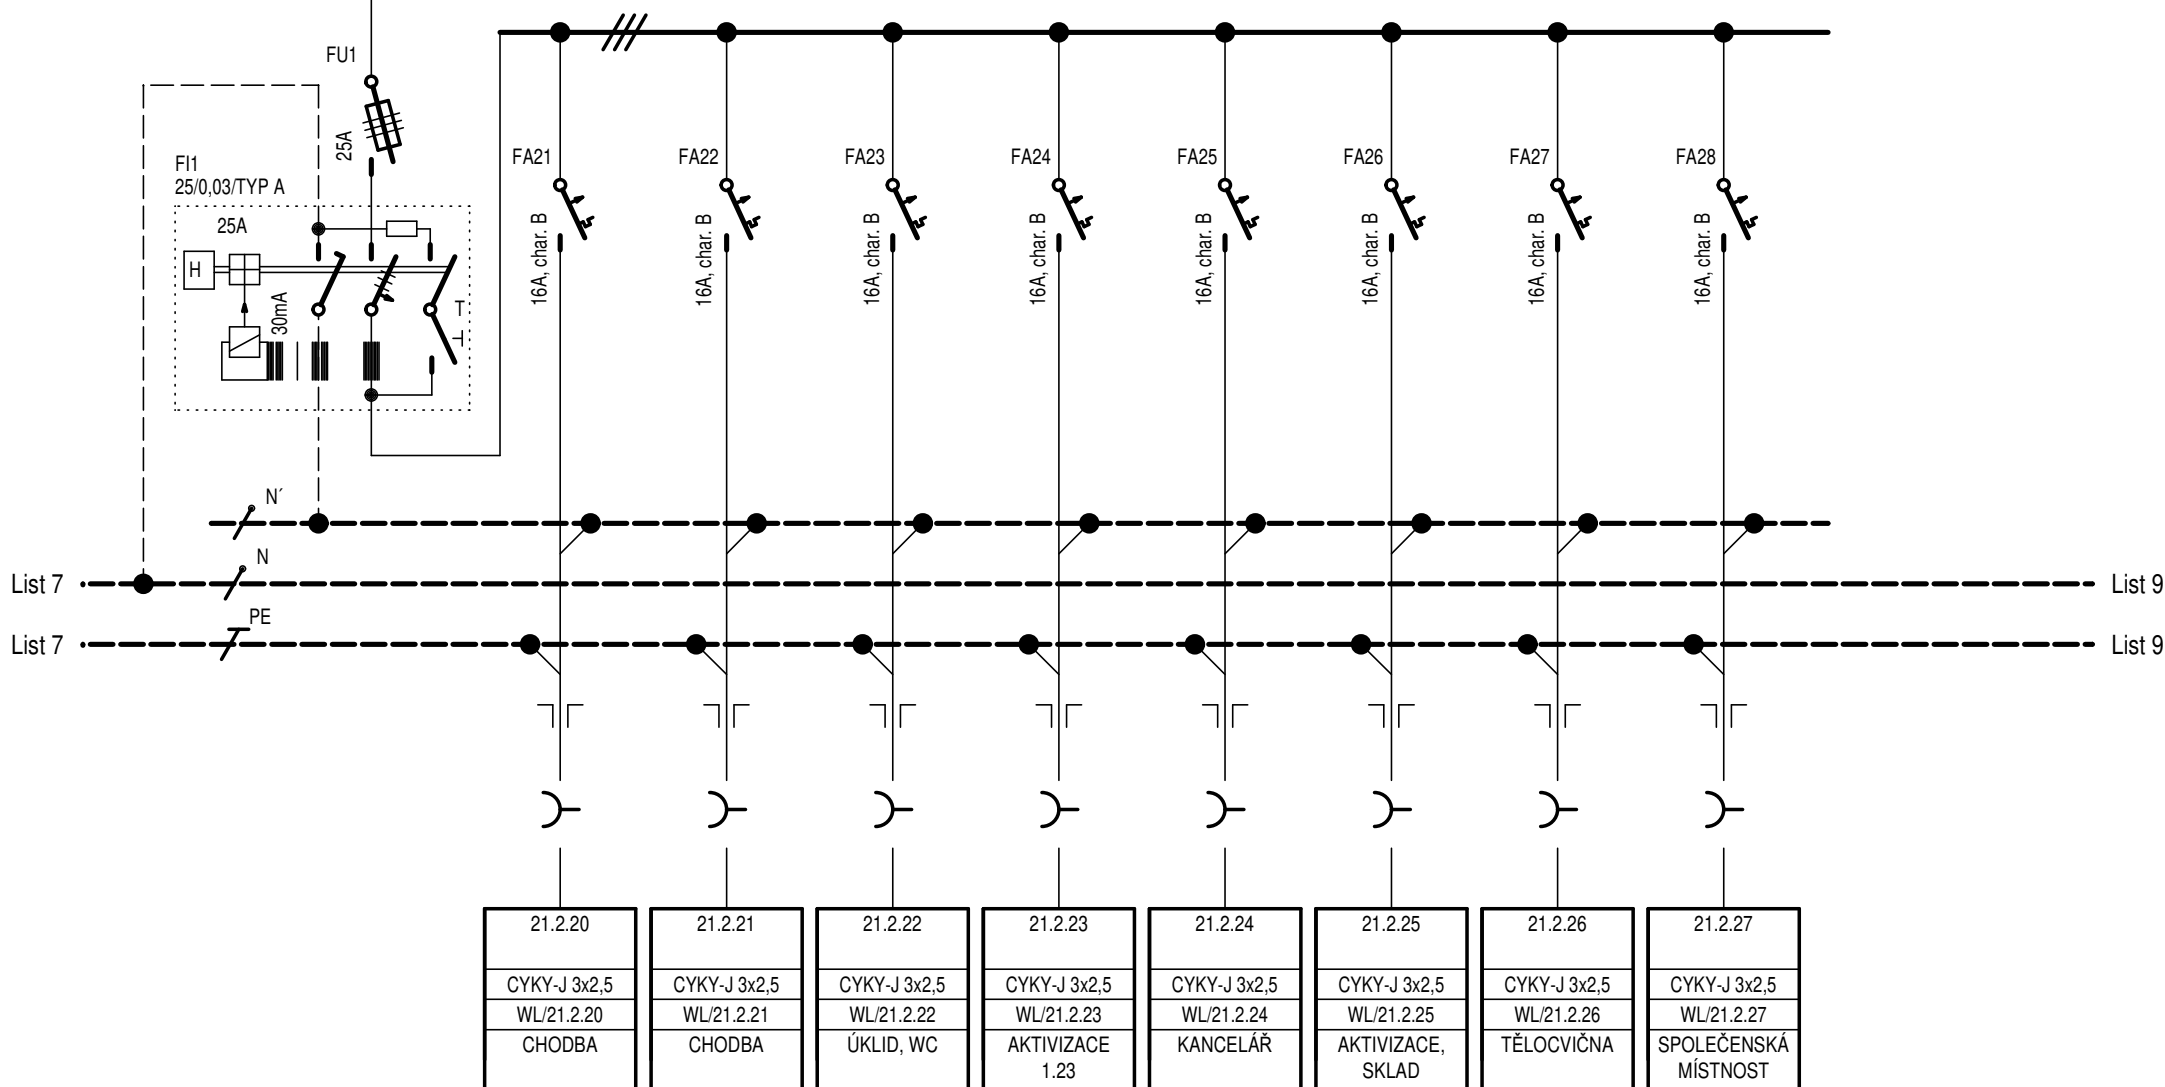 FU1
25A
FI1
25/0,03/TYP A
25A
H
30mA
FA21
FA22
FA23
FA24
FA25
FA26
FA27
FA28
16A, char. B
16A, char. B
16A, char. B
16A, char. B
16A, char. B
16A, char. B
16A, char. B
16A, char. B
N´
N
List 7
List 9
PE
List 7
List 9
21.2.20
21.2.21
21.2.22
21.2.23
21.2.24
21.2.25
21.2.26
21.2.27
CYKY-J 3x2,5
CYKY-J 3x2,5
CYKY-J 3x2,5
CYKY-J 3x2,5
CYKY-J 3x2,5
CYKY-J 3x2,5
CYKY-J 3x2,5
CYKY-J 3x2,5
WL/21.2.20
WL/21.2.21
WL/21.2.22
WL/21.2.23
WL/21.2.24
WL/21.2.25
WL/21.2.26
WL/21.2.27
CHODBA
CHODBA
ÚKLID, WC
AKTIVIZACE
1.23
KANCELÁŘ
AKTIVIZACE,
SKLAD
TĚLOCVIČNA
SPOLEČENSKÁ
MÍSTNOST